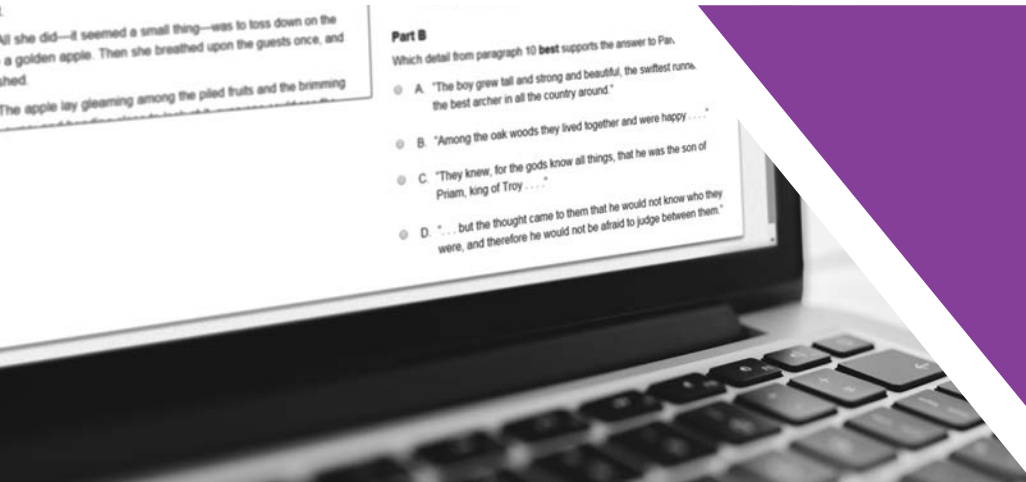 All she did—it seemed a small thing—was to toss down on the
a golden apple. Then she breathed upon the guests once, and
shed.
The apple lay gleaming among the piled fruits and the brimming
Part B
Which detail from paragraph 10 best supports the answer to
A. "The boy grew tall and strong and beautiful, the swiftest
the best archer in all the country around."
B. "Among the oak woods they lived together and were happy . . . ."
C. "They knew, for the gods know all things, that he was the son of
Priam, king of Troy . . . ."
D. ". . . but the thought came to them that he would not know who they
were, and therefore he would not be afraid to judge between them."